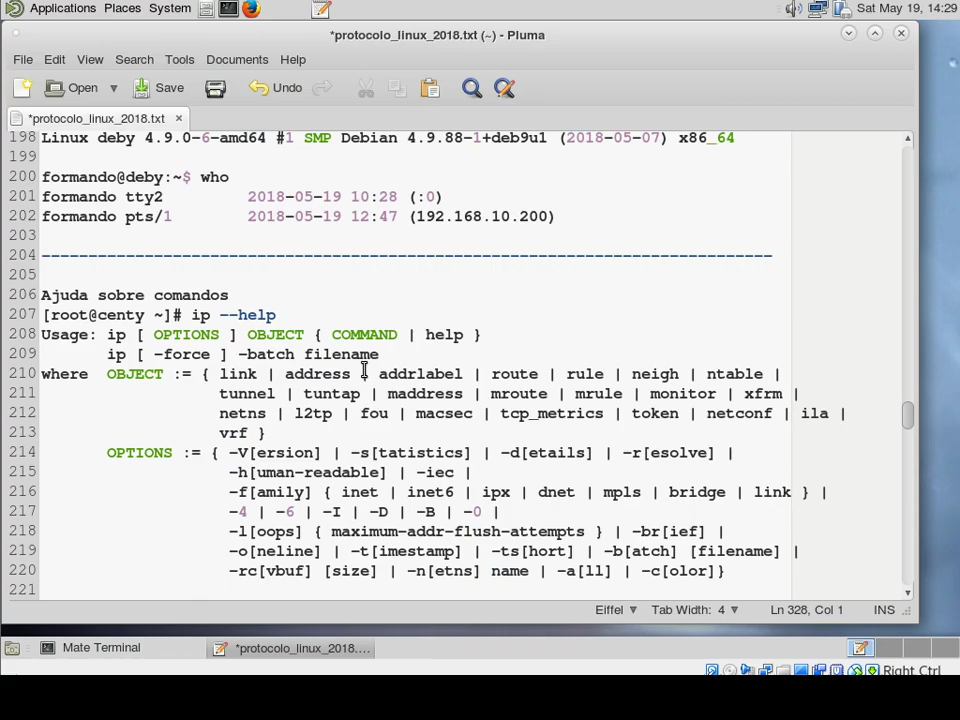 Applications Places System Sat May 19, 14:29
*protocolo_linux_2018.txt (~) - Pluma
File Edit View Search Tools Documents Help
Open Save Undo
*protocolo_linux_2018.txt ×
198 Linux deby 4.9.0-6-amd64 #1 SMP Debian 4.9.88-1+deb9u1 (2018-05-07) x86_64
199
200 formando@deby:~$ who
201 formando tty2         2018-05-19 10:28 (:0)
202 formando pts/1        2018-05-19 12:47 (192.168.10.200)
203
204 ------------------------------------------------------------------------------
205
206 Ajuda sobre comandos
207 [root@centy ~]# ip --help
208 Usage: ip [ OPTIONS ] OBJECT { COMMAND | help }
209        ip [ -force ] -batch filename
210 where  OBJECT := { link | address | addrlabel | route | rule | neigh | ntable |
211                    tunnel | tuntap | maddress | mroute | mrule | monitor | xfrm |
212                    netns | l2tp | fou | macsec | tcp_metrics | token | netconf | ila |
213                    vrf }
214        OPTIONS := { -V[ersion] | -s[tatistics] | -d[etails] | -r[esolve] |
215                     -h[uman-readable] | -iec |
216                     -f[amily] { inet | inet6 | ipx | dnet | mpls | bridge | link } |
217                     -4 | -6 | -I | -D | -B | -0 |
218                     -l[oops] { maximum-addr-flush-attempts } | -br[ief] |
219                     -o[neline] | -t[imestamp] | -ts[hort] | -b[atch] [filename] |
220                     -rc[vbuf] [size] | -n[etns] name | -a[ll] | -c[olor]}
221
Eiffel Tab Width: 4 Ln 328, Col 1 INS
Mate Terminal *protocolo_linux_2018....
Right Ctrl